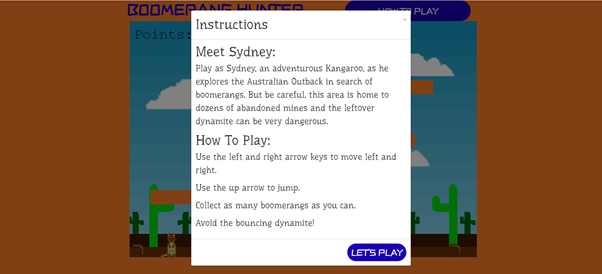 BOOMERANG HUNTER
HOW TO PLAY
Points:
Instructions
×
Meet Sydney:
Play as Sydney, an adventurous Kangaroo, as he
explores the Australian Outback in search of
boomerangs. But be careful, this area is home to
dozens of abandoned mines and the leftover
dynamite can be very dangerous.
How To Play:
Use the left and right arrow keys to move left and
right.
Use the up arrow to jump.
Collect as many boomerangs as you can.
Avoid the bouncing dynamite!
LET'S PLAY